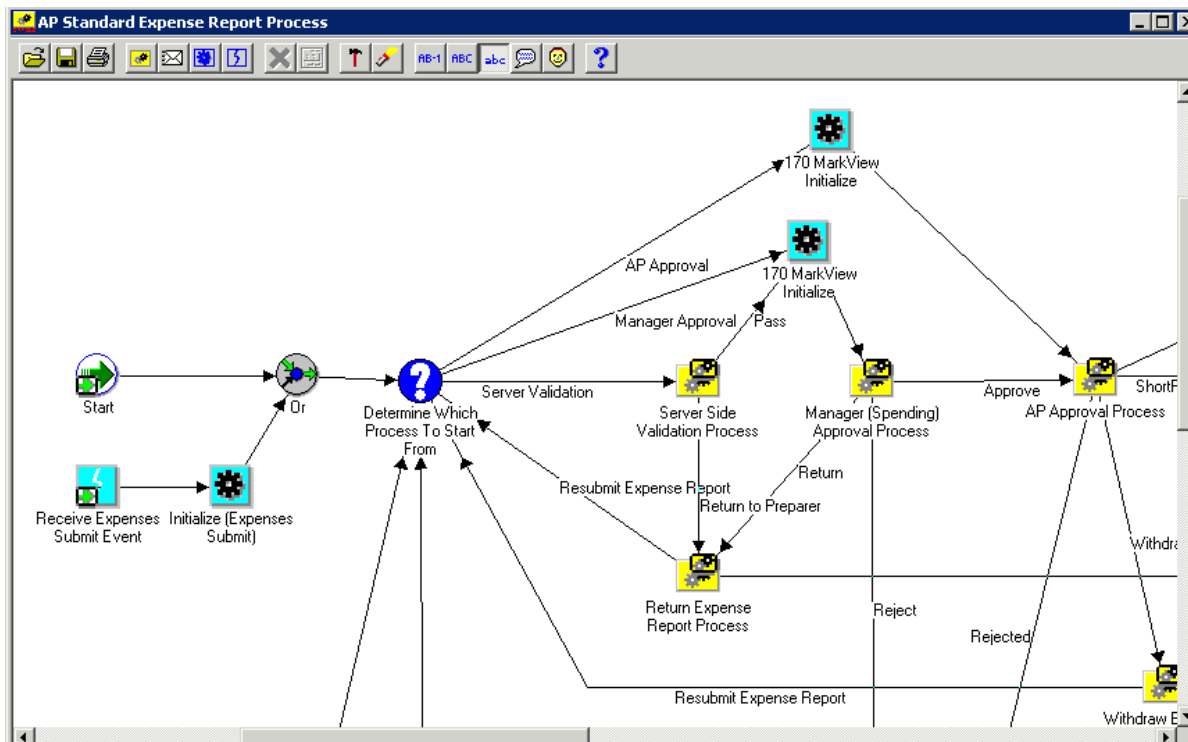 AP Standard Expense Report Process
AB-1 ABC abc
170 MarkView
Initialize
AP Approval
170 MarkView
Initialize
Manager Approval
Pass
Start
Or
Server Validation
Approve
ShortF
Determine Which
Process To Start
From
Server Side
Validation Process
Manager (Spending)
Approval Process
AP Approval Process
Return
Resubmit Expense Report
Return to Preparer
Receive Expenses
Submit Event
Initialize (Expenses
Submit)
Withdra
Return Expense
Report Process
Reject
Rejected
Resubmit Expense Report
Withdraw E